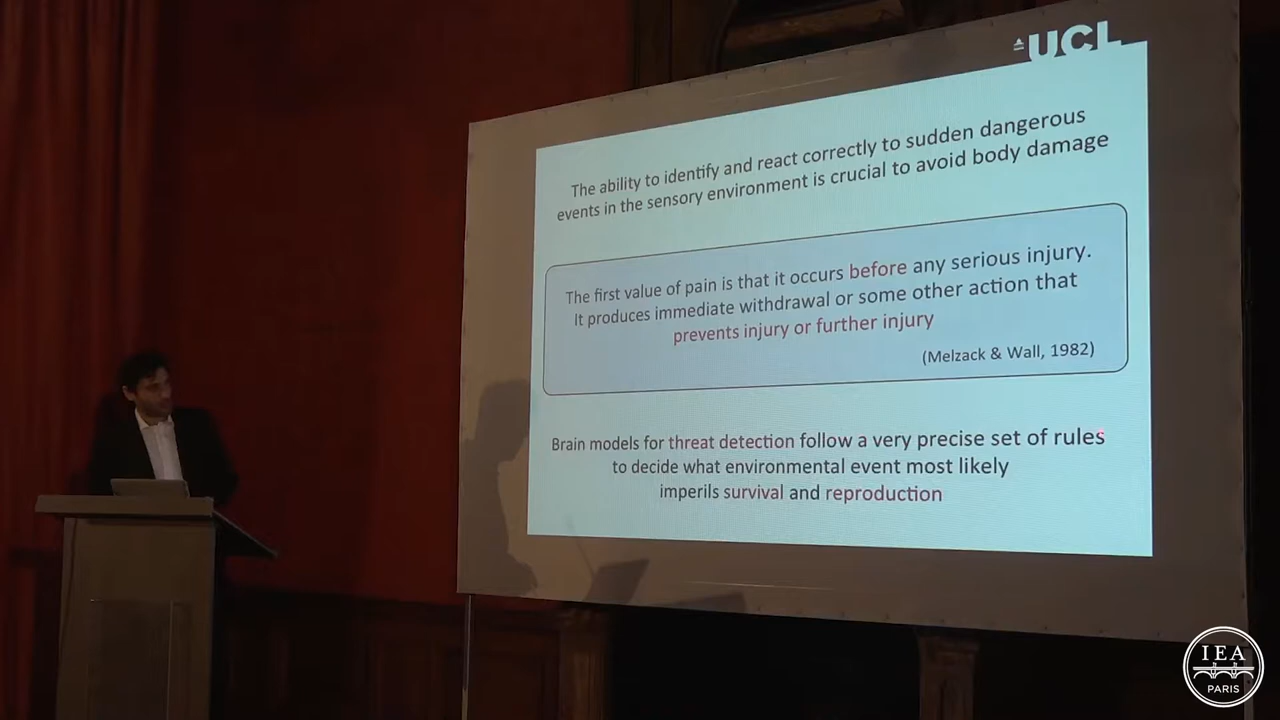 UCL
The ability to identify and react correctly to sudden dangerous
events in the sensory environment is crucial to avoid body damage
The first value of pain is that it occurs before any serious injury.
It produces immediate withdrawal or some other action that
prevents injury or further injury
(Melzack & Wall, 1982)
Brain models for threat detection follow a very precise set of rules
to decide what environmental event most likely
imperils survival and reproduction
IEA
PARIS